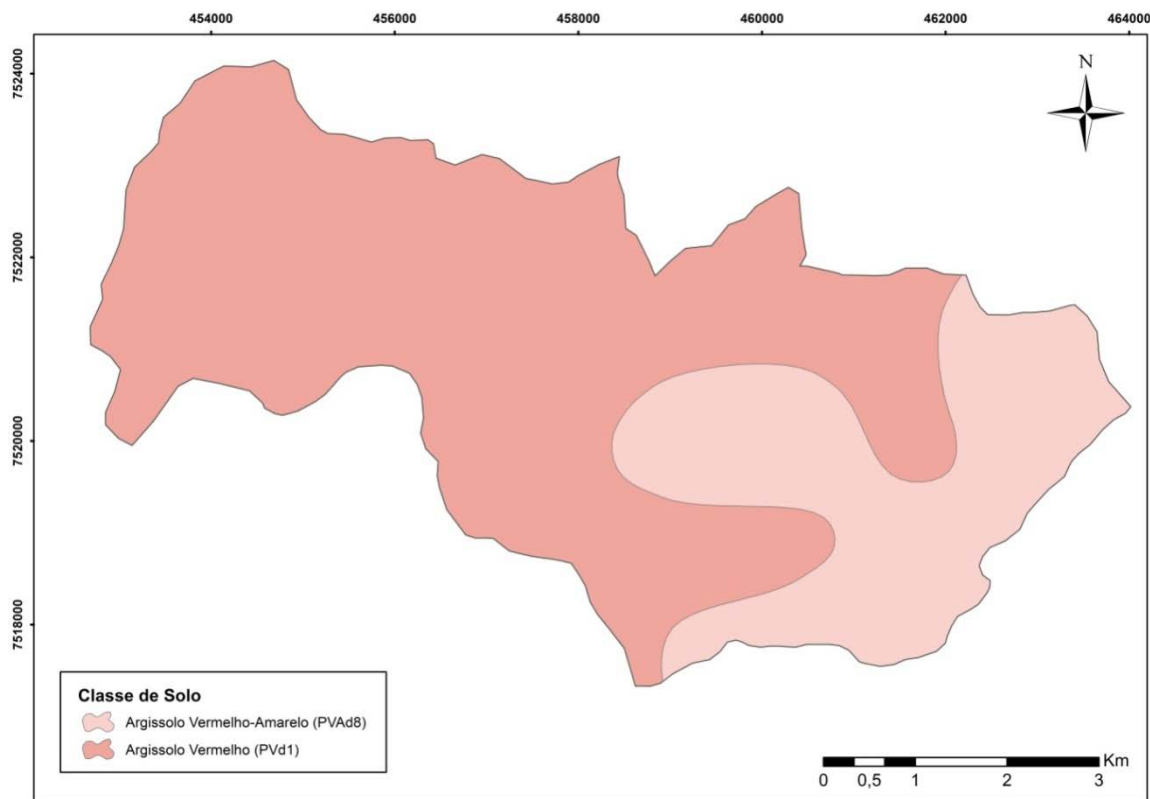 454000 456000 458000 460000 462000 464000
7524000
7522000
7520000
7518000
N
Classe de Solo
Argissolo Vermelho-Amarelo (PVAd8)
Argissolo Vermelho (PVd1)
Km
0 0,5 1 2 3